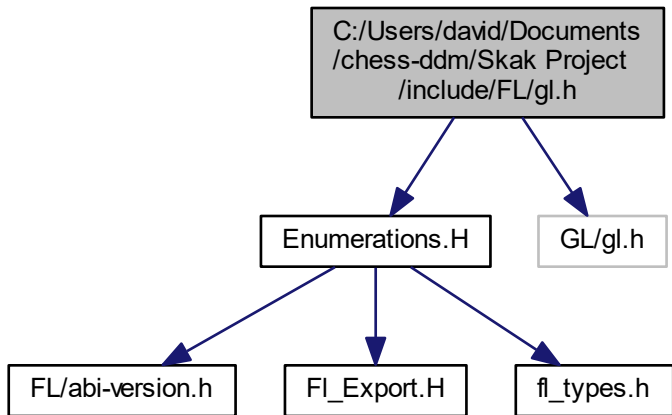 C:/Users/david/Documents
/chess-ddm/Skak Project
/include/FL/gl.h
Enumerations.H
GL/gl.h
FL/abi-version.h
Fl_Export.H
fl_types.h